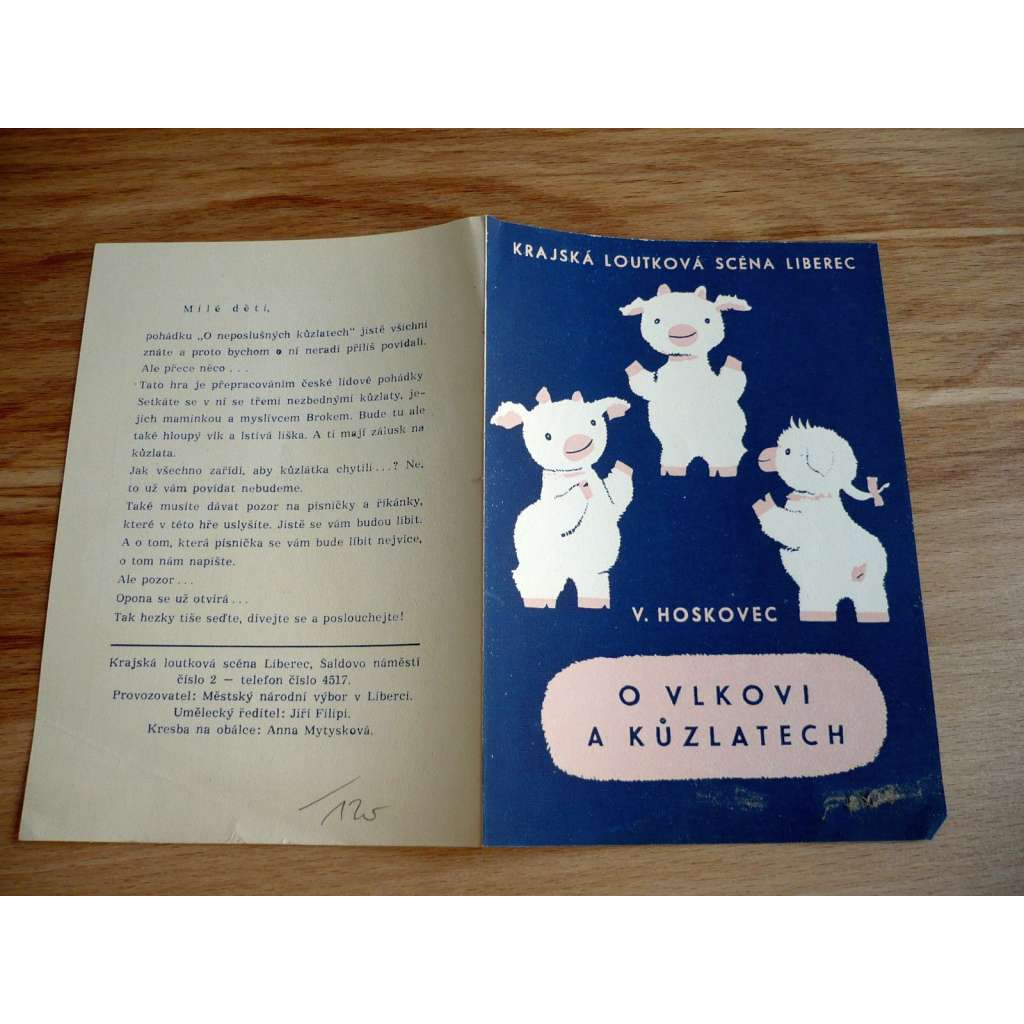 Milé děti,
pohádku „O neposlušných kůzlatech" jistě všichni
znáte a proto bychom o ní neradi příliš povídali.
Ale přece něco . . .
Tato hra je přepracováním české lidové pohádky
Setkáte se v ní se třemi nezbednými kůzlaty, je-
jich maminkou a myslivcem Brokem. Bude tu ale
také hloupý vlk a lstivá liška. A ti mají zálusk na
kůzlata.
Jak všechno zařídí, aby kůzlátka chytili . . . ? Ne,
to už vám povídat nebudeme.
Také musíte dávat pozor na písničky a říkánky,
které v této hře uslyšíte. Jistě se vám budou líbit.
A o tom, která písnička se vám bude líbit nejvíce,
o tom nám napište.
Ale pozor . . .
Opona se už otvírá . . .
Tak hezky tiše seďte, dívejte se a poslouchejte!
Krajská loutková scéna Liberec, Šaldovo náměstí
číslo 2 — telefon číslo 4517.
Provozovatel: Městský národní výbor v Liberci.
Umělecký ředitel: Jiří Filipi.
Kresba na obálce: Anna Mytysková.
KRAJSKÁ LOUTKOVÁ SCÉNA LIBEREC
V. HOSKOVEC
O VLKOVI
A KŮZLATECH